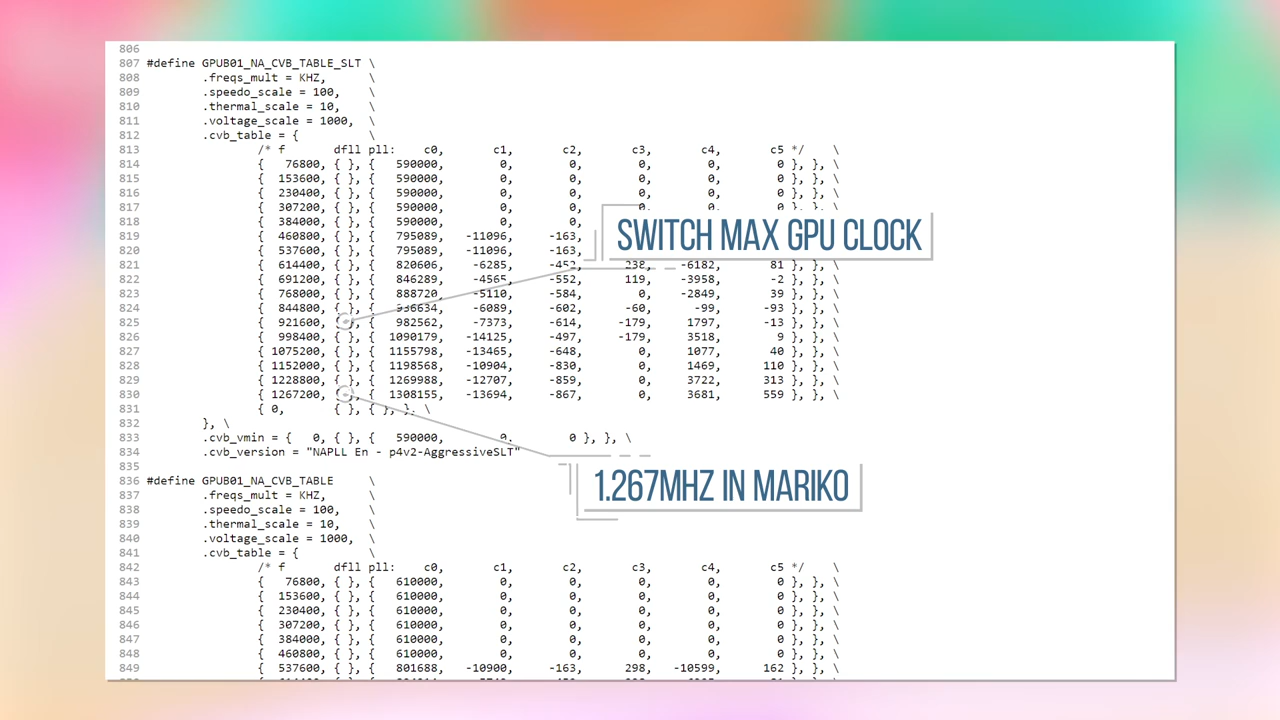 806
807 #define GPUB01_NA_CVB_TABLE_SLT \
808 .freqs_mult = KHZ, \
809 .speedo_scale = 100, \
810 .thermal_scale = 10, \
811 .voltage_scale = 1000, \
812 .cvb_table = { \
813 /* f dfll pll: c0, c1, c2, c3, c4, c5 */ \
814 { 76800, { }, { 590000, 0, 0, 0, 0, 0 }, }, \
815 { 153600, { }, { 590000, 0, 0, 0, 0, 0 }, }, \
816 { 230400, { }, { 590000, 0, 0, 0, 0, 0 }, }, \
817 { 307200, { }, { 590000, 0, 0, 0, 0, 0 }, }, \
818 { 384000, { }, { 590000, 0, 0,
SWITCH MAX GPU CLOCK
819 { 460800, { }, { 795089, -11096, -163,
820 { 537600, { }, { 795089, -11096, -163,
821 { 614400, { }, { 820606, -6285, -452, 238, -6182, 81 }, }, \
822 { 691200, { }, { 846289, -4565, -552, 119, -3958, -2 }, }, \
823 { 768000, { }, { 888720, -5110, -584, 0, -2849, 39 }, }, \
824 { 844800, { }, { 936634, -6089, -602, -60, -99, -93 }, }, \
825 { 921600, { }, { 982562, -7373, -614, -179, 1797, -13 }, }, \
826 { 998400, { }, { 1090179, -14125, -497, -179, 3518, 9 }, }, \
827 { 1075200, { }, { 1155798, -13465, -648, 0, 1077, 40 }, }, \
828 { 1152000, { }, { 1198568, -10904, -830, 0, 1469, 110 }, }, \
829 { 1228800, { }, { 1269988, -12707, -859, 0, 3722, 313 }, }, \
830 { 1267200, { }, { 1308155, -13694, -867, 0, 3681, 559 }, }, \
831 { 0, { }, { }, }, \
832 }, \
833 .cvb_vmin = { 0, { }, { 590000, 0, 0 }, }, \
834 .cvb_version = "NAPLL En - p4v2-AggressiveSLT"
835
1.267MHZ IN MARIKO
836 #define GPUB01_NA_CVB_TABLE \
837 .freqs_mult = KHZ, \
838 .speedo_scale = 100, \
839 .thermal_scale = 10, \
840 .voltage_scale = 1000, \
841 .cvb_table = { \
842 /* f dfll pll: c0, c1, c2, c3, c4, c5 */ \
843 { 76800, { }, { 610000, 0, 0, 0, 0, 0 }, }, \
844 { 153600, { }, { 610000, 0, 0, 0, 0, 0 }, }, \
845 { 230400, { }, { 610000, 0, 0, 0, 0, 0 }, }, \
846 { 307200, { }, { 610000, 0, 0, 0, 0, 0 }, }, \
847 { 384000, { }, { 610000, 0, 0, 0, 0, 0 }, }, \
848 { 460800, { }, { 610000, 0, 0, 0, 0, 0 }, }, \
849 { 537600, { }, { 801688, -10900, -163, 298, -10599, 162 }, }, \